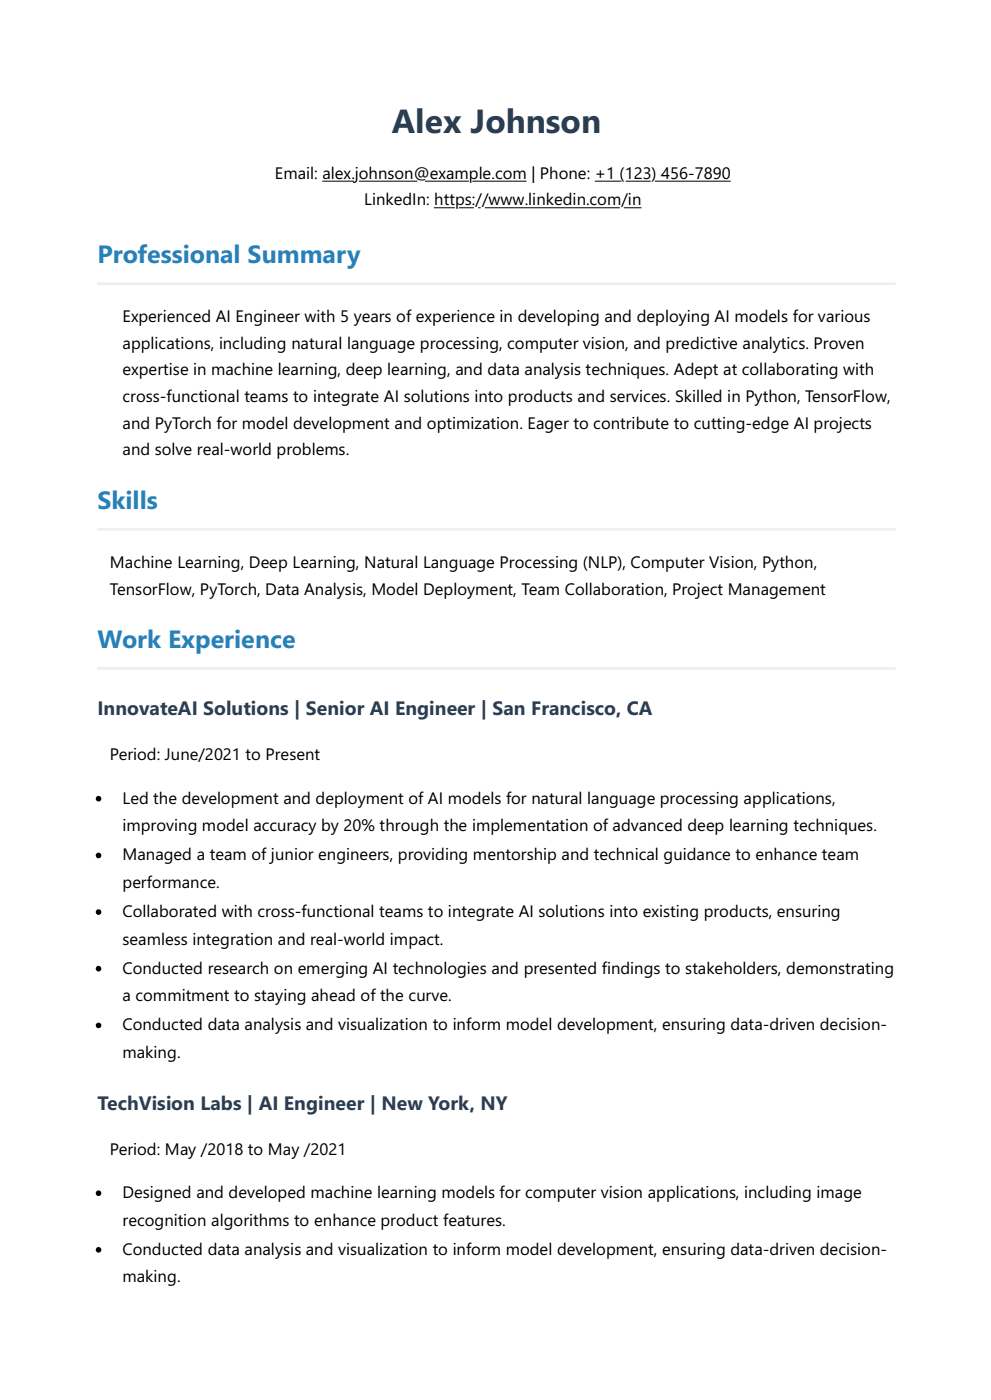 Alex Johnson
Email: alex.johnson@example.com | Phone: +1 (123) 456-7890
LinkedIn: https://www.linkedin.com/in
Professional Summary
Experienced AI Engineer with 5 years of experience in developing and deploying AI models for various
applications, including natural language processing, computer vision, and predictive analytics. Proven
expertise in machine learning, deep learning, and data analysis techniques. Adept at collaborating with
cross-functional teams to integrate AI solutions into products and services. Skilled in Python, TensorFlow,
and PyTorch for model development and optimization. Eager to contribute to cutting-edge AI projects
and solve real-world problems.
Skills
Machine Learning, Deep Learning, Natural Language Processing (NLP), Computer Vision, Python,
TensorFlow, PyTorch, Data Analysis, Model Deployment, Team Collaboration, Project Management
Work Experience
InnovateAI Solutions | Senior AI Engineer | San Francisco, CA
Period: June/2021 to Present
• Led the development and deployment of AI models for natural language processing applications,
improving model accuracy by 20% through the implementation of advanced deep learning techniques.
• Managed a team of junior engineers, providing mentorship and technical guidance to enhance team
performance.
• Collaborated with cross-functional teams to integrate AI solutions into existing products, ensuring
seamless integration and real-world impact.
• Conducted research on emerging AI technologies and presented findings to stakeholders, demonstrating
a commitment to staying ahead of the curve.
• Conducted data analysis and visualization to inform model development, ensuring data-driven decision-
making.
TechVision Labs | AI Engineer | New York, NY
Period: May /2018 to May /2021
• Designed and developed machine learning models for computer vision applications, including image
recognition algorithms to enhance product features.
• Conducted data analysis and visualization to inform model development, ensuring data-driven decision-
making.